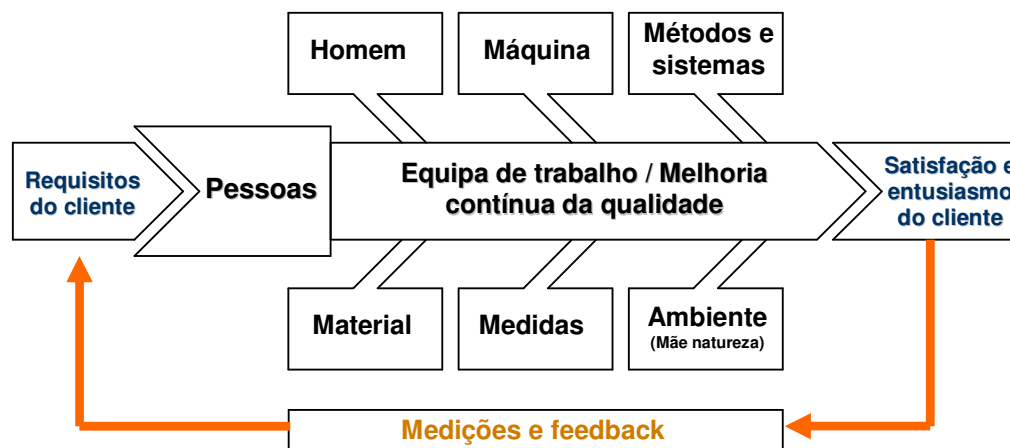 Homem
Máquina
Métodos e
sistemas
Requisitos
do cliente
Pessoas
Equipa de trabalho / Melhoria
contínua da qualidade
Satisfação e
entusiasmo
do cliente
Material
Medidas
Ambiente
(Mãe natureza)
Medições e feedback